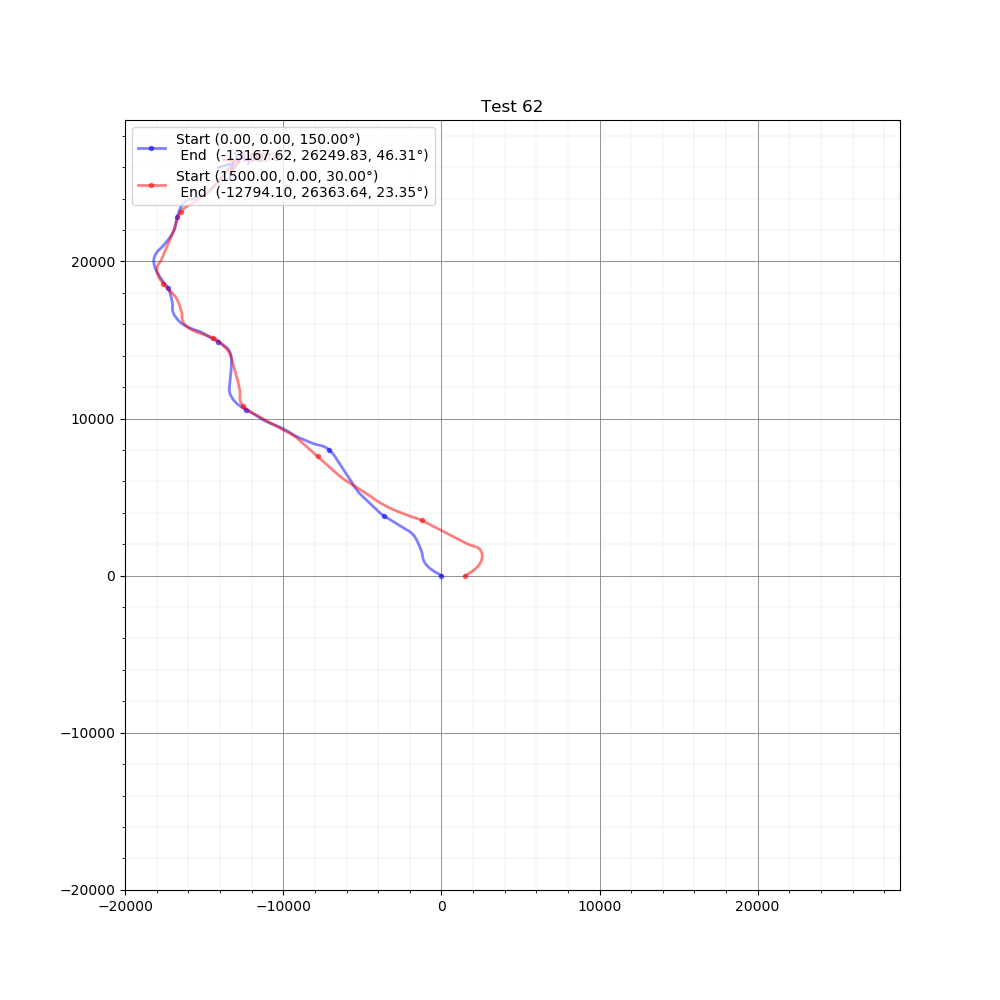 Test 62
Start (0.00, 0.00, 150.00°)
End (-13167.62, 26249.83, 46.31°)
Start (1500.00, 0.00, 30.00°)
End (-12794.10, 26363.64, 23.35°)
20000
10000
0
−10000
−20000
−20000 −10000 0 10000 20000